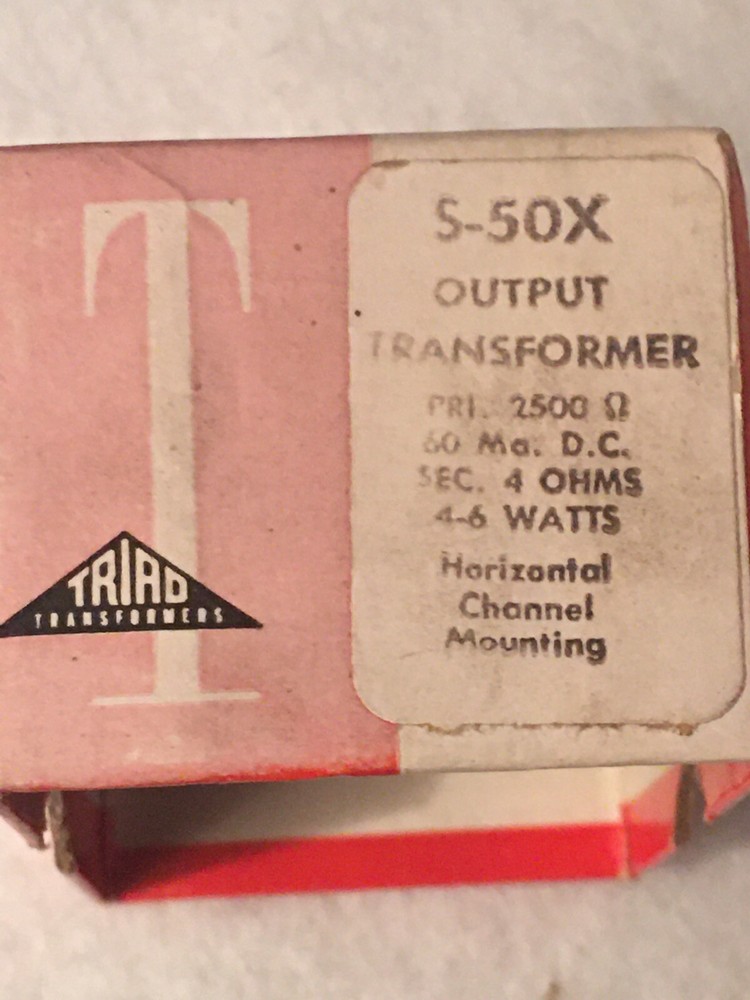 T
TRIAD
TRANSFORMERS
S-50X
OUTPUT
TRANSFORMER
PRI. 2500 Ω
60 Ma. D.C.
SEC. 4 OHMS
4-6 WATTS
Horizontal
Channel
Mounting